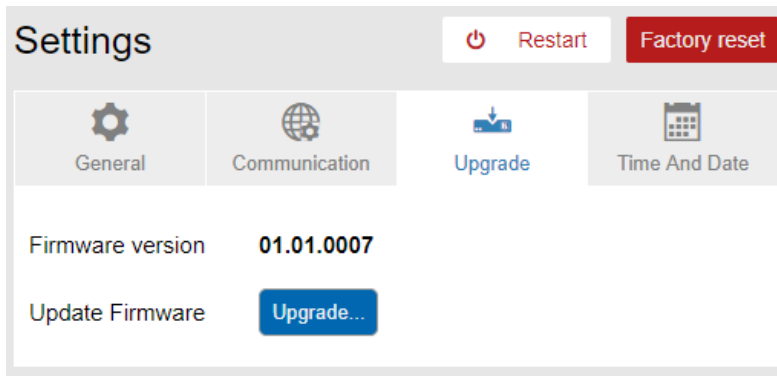 Settings
Restart
Factory reset
General
Communication
Upgrade
Time And Date
Firmware version 01.01.0007
Update Firmware Upgrade...